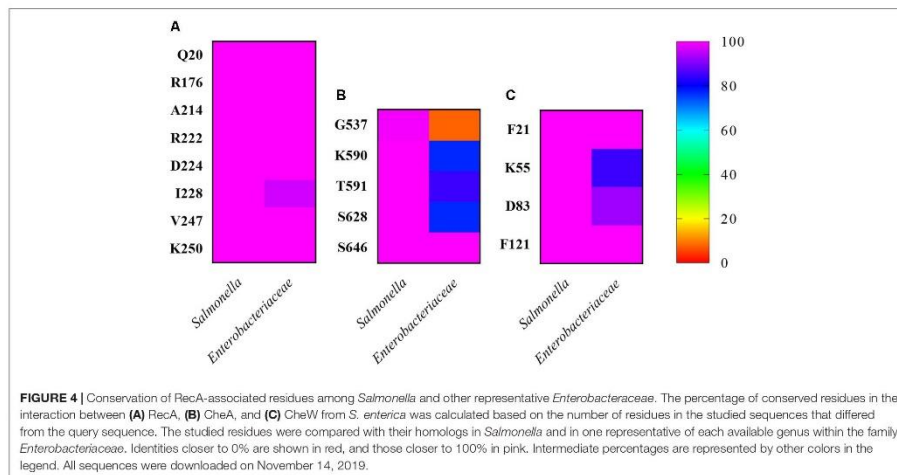 A
Q20
R176
A214
R222
D224
I228
V247
K250
Salmonella
Enterobacteriaceae
B
G537
K590
T591
S628
S646
Salmonella
Enterobacteriaceae
C
F21
K55
D83
F121
Salmonella
Enterobacteriaceae
100
80
60
40
20
0
FIGURE 4 | Conservation of RecA-associated residues among Salmonella and other representative Enterobacteraceae. The percentage of conserved residues in the
interaction between (A) RecA, (B) CheA, and (C) CheW from S. enterica was calculated based on the number of residues in the studied sequences that differed
from the query sequence. The studied residues were compared with their homologs in Salmonella and in one representative of each available genus within the family
Enterobacteriaceae. Identities closer to 0% are shown in red, and those closer to 100% in pink. Intermediate percentages are represented by other colors in the
legend. All sequences were downloaded on November 14, 2019.